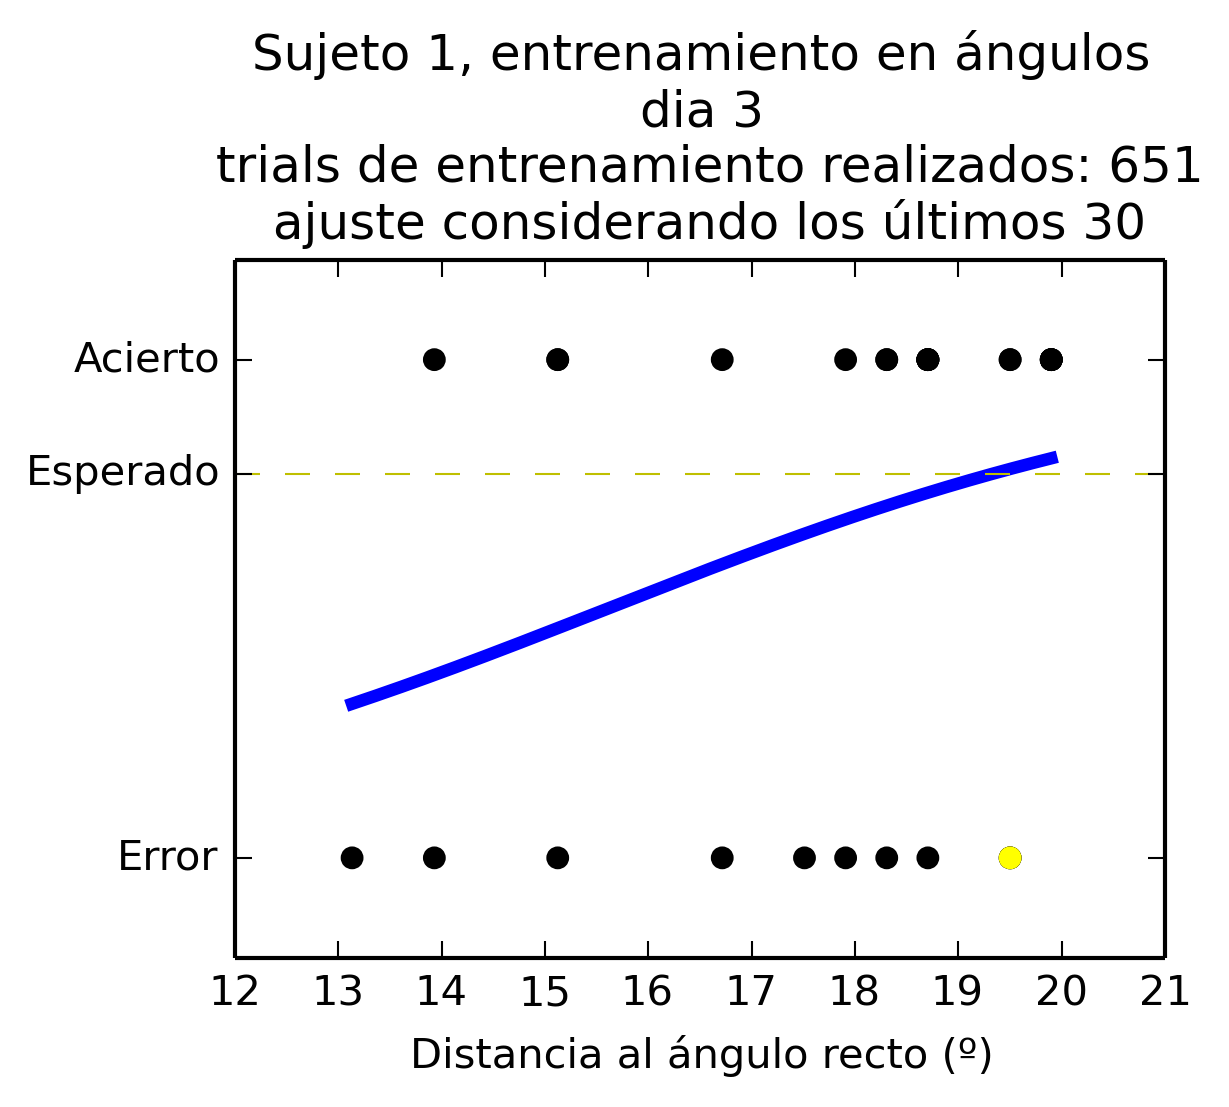 Sujeto 1, entrenamiento en ángulos
dia 3
trials de entrenamiento realizados: 651
ajuste considerando los últimos 30
Acierto
Esperado
Error
12 13 14 15 16 17 18 19 20 21
Distancia al ángulo recto (º)